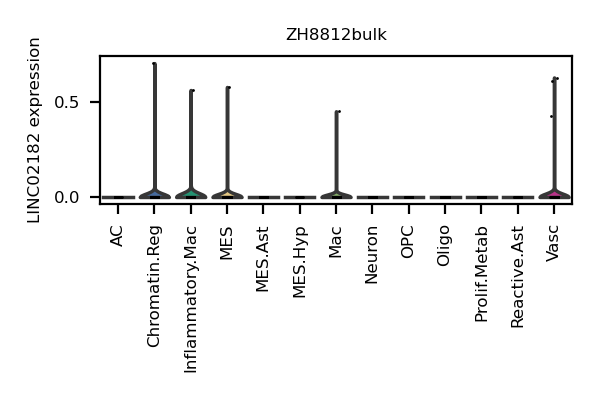 ZH8812bulk
LINC02182 expression
0.5
0.0
AC
Chromatin.Reg
Inflammatory.Mac
MES
MES.Ast
MES.Hyp
Mac
Neuron
OPC
Oligo
Prolif.Metab
Reactive.Ast
Vasc